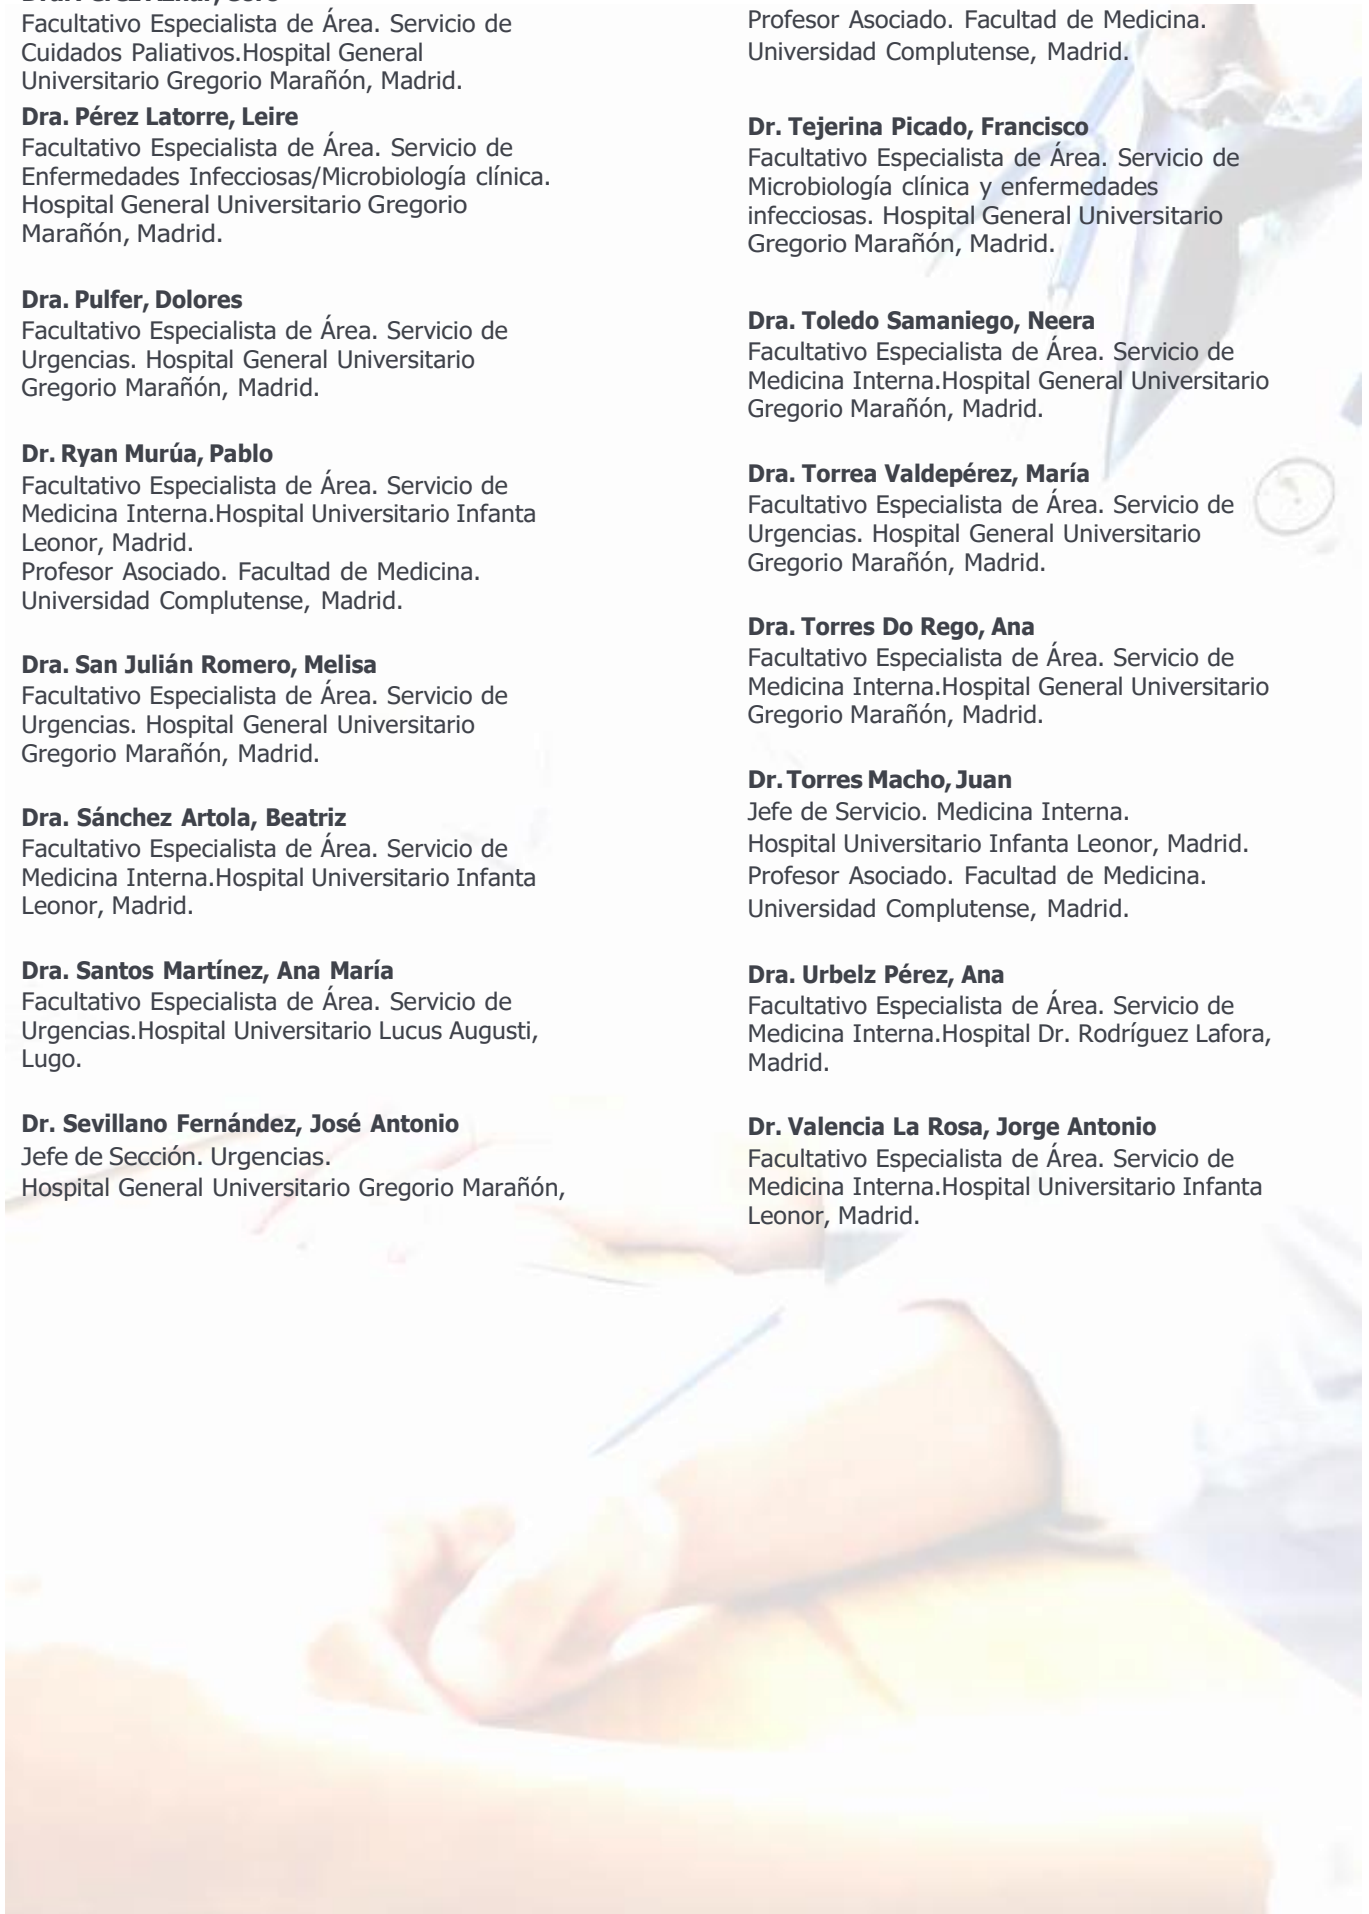 Facultativo Especialista de Área. Servicio de
Cuidados Paliativos.Hospital General
Universitario Gregorio Marañón, Madrid.
Dra. Pérez Latorre, Leire
Facultativo Especialista de Área. Servicio de
Enfermedades Infecciosas/Microbiología clínica.
Hospital General Universitario Gregorio
Marañón, Madrid.
Dra. Pulfer, Dolores
Facultativo Especialista de Área. Servicio de
Urgencias. Hospital General Universitario
Gregorio Marañón, Madrid.
Dr. Ryan Murúa, Pablo
Facultativo Especialista de Área. Servicio de
Medicina Interna.Hospital Universitario Infanta
Leonor, Madrid.
Profesor Asociado. Facultad de Medicina.
Universidad Complutense, Madrid.
Dra. San Julián Romero, Melisa
Facultativo Especialista de Área. Servicio de
Urgencias. Hospital General Universitario
Gregorio Marañón, Madrid.
Dra. Sánchez Artola, Beatriz
Facultativo Especialista de Área. Servicio de
Medicina Interna.Hospital Universitario Infanta
Leonor, Madrid.
Dra. Santos Martínez, Ana María
Facultativo Especialista de Área. Servicio de
Urgencias.Hospital Universitario Lucus Augusti,
Lugo.
Dr. Sevillano Fernández, José Antonio
Jefe de Sección. Urgencias.
Hospital General Universitario Gregorio Marañón,
Profesor Asociado. Facultad de Medicina.
Universidad Complutense, Madrid.
Dr. Tejerina Picado, Francisco
Facultativo Especialista de Área. Servicio de
Microbiología clínica y enfermedades
infecciosas. Hospital General Universitario
Gregorio Marañón, Madrid.
Dra. Toledo Samaniego, Neera
Facultativo Especialista de Área. Servicio de
Medicina Interna.Hospital General Universitario
Gregorio Marañón, Madrid.
Dra. Torrea Valdepérez, María
Facultativo Especialista de Área. Servicio de
Urgencias. Hospital General Universitario
Gregorio Marañón, Madrid.
Dra. Torres Do Rego, Ana
Facultativo Especialista de Área. Servicio de
Medicina Interna.Hospital General Universitario
Gregorio Marañón, Madrid.
Dr. Torres Macho, Juan
Jefe de Servicio. Medicina Interna.
Hospital Universitario Infanta Leonor, Madrid.
Profesor Asociado. Facultad de Medicina.
Universidad Complutense, Madrid.
Dra. Urbelz Pérez, Ana
Facultativo Especialista de Área. Servicio de
Medicina Interna.Hospital Dr. Rodríguez Lafora,
Madrid.
Dr. Valencia La Rosa, Jorge Antonio
Facultativo Especialista de Área. Servicio de
Medicina Interna.Hospital Universitario Infanta
Leonor, Madrid.